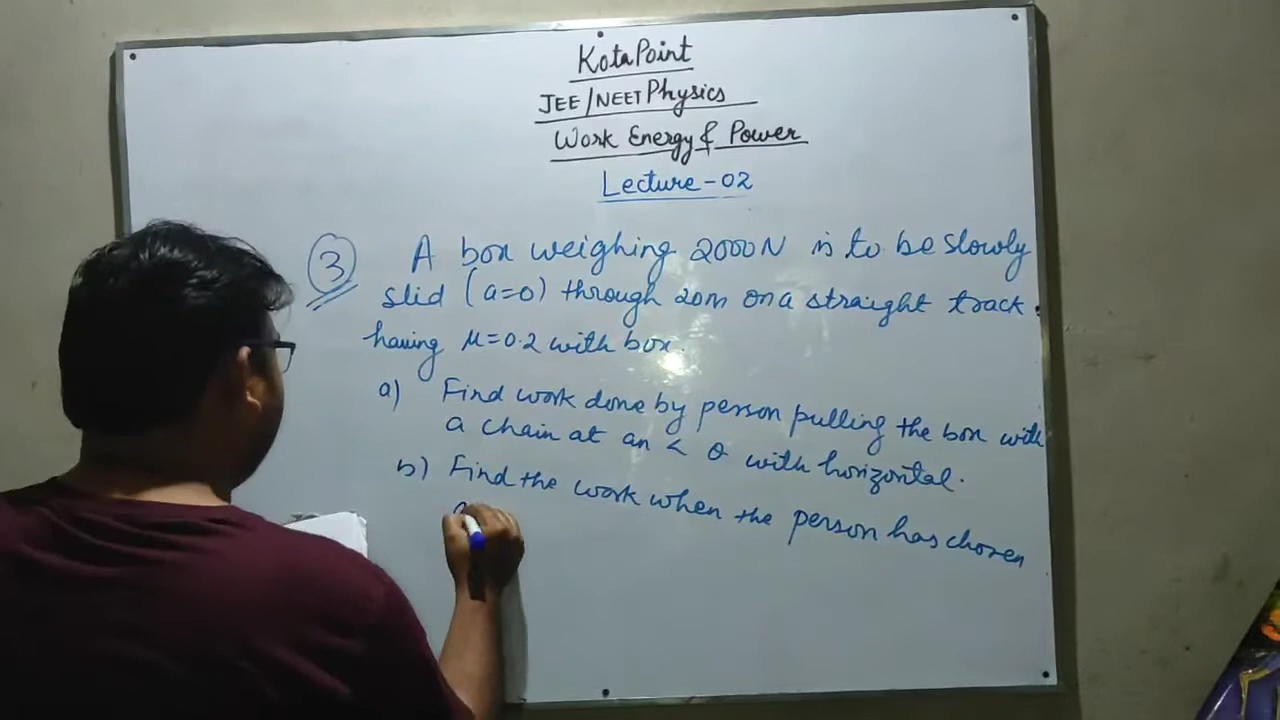 KotaPoint
JEE/NEET Physics
Work Energy & Power
Lecture-02
③ A box weighing 2000N is to be slowly
slid (a=0) through 20m on a straight track
having μ=0.2 with box.
a) Find work done by person pulling the box with
a chain at an < θ with horizontal.
b) Find the work when the person has chosen
a